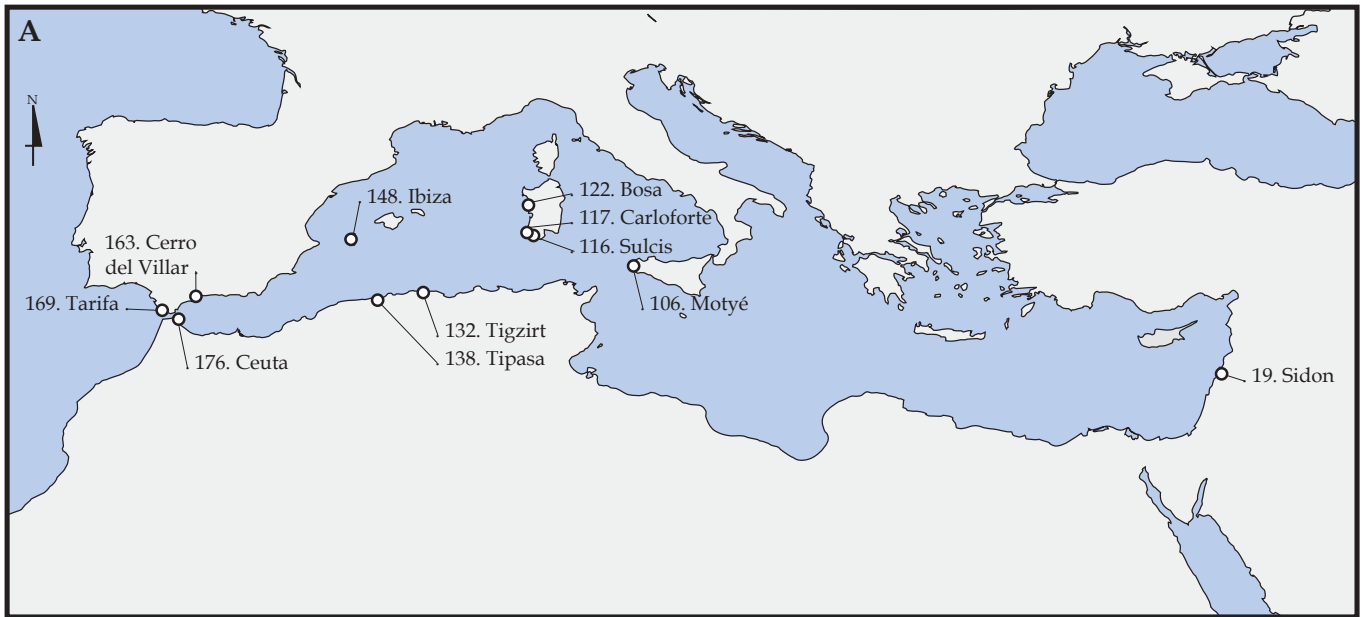 A
N
122. Bosa
148. Ibiza
117. Carloforte
163. Cerro
del Villar
116. Sulcis
169. Tarifa
106. Motyé
132. Tigzirt
176. Ceuta
138. Tipasa
19. Sidon